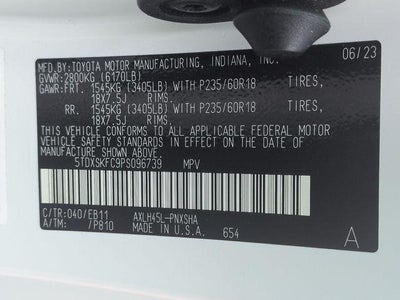 MFD.BY:TOYOTA MOTOR MANUFACTURING, INDIANA, INC. 06/23
GVWR:2800KG (6170LB)
GAWR:FRT. 1545KG (3405LB) WITH P235/60R18 TIRES,
18X7.5J RIMS.
RR. 1545KG (3405LB) WITH P235/60R18 TIRES,
18X7.5J RIMS.
THIS VEHICLE CONFORMS TO ALL APPLICABLE FEDERAL MOTOR
VEHICLE SAFETY STANDARDS IN EFFECT ON THE DATE OF
MANUFACTURE SHOWN ABOVE.
5TDXSKFC9PS096739 MPV
C/TR:040/EB11 AXLH45L-PNXSHA
A/TM: /P810 MADE IN U.S.A. 654 A